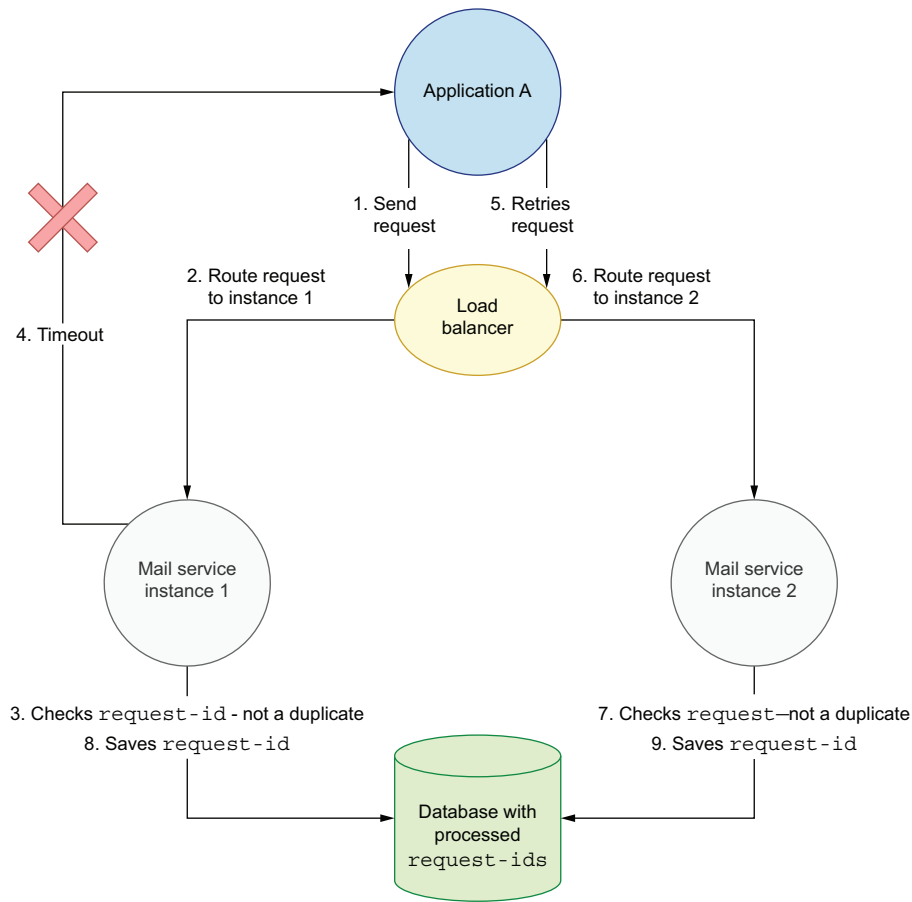 Application A
1. Send
request
5. Retries
request
2. Route request
to instance 1
6. Route request
to instance 2
Load
balancer
4. Timeout
Mail service
instance 1
Mail service
instance 2
3. Checks request-id - not a duplicate
8. Saves request-id
7. Checks request—not a duplicate
9. Saves request-id
Database with
processed
request-ids